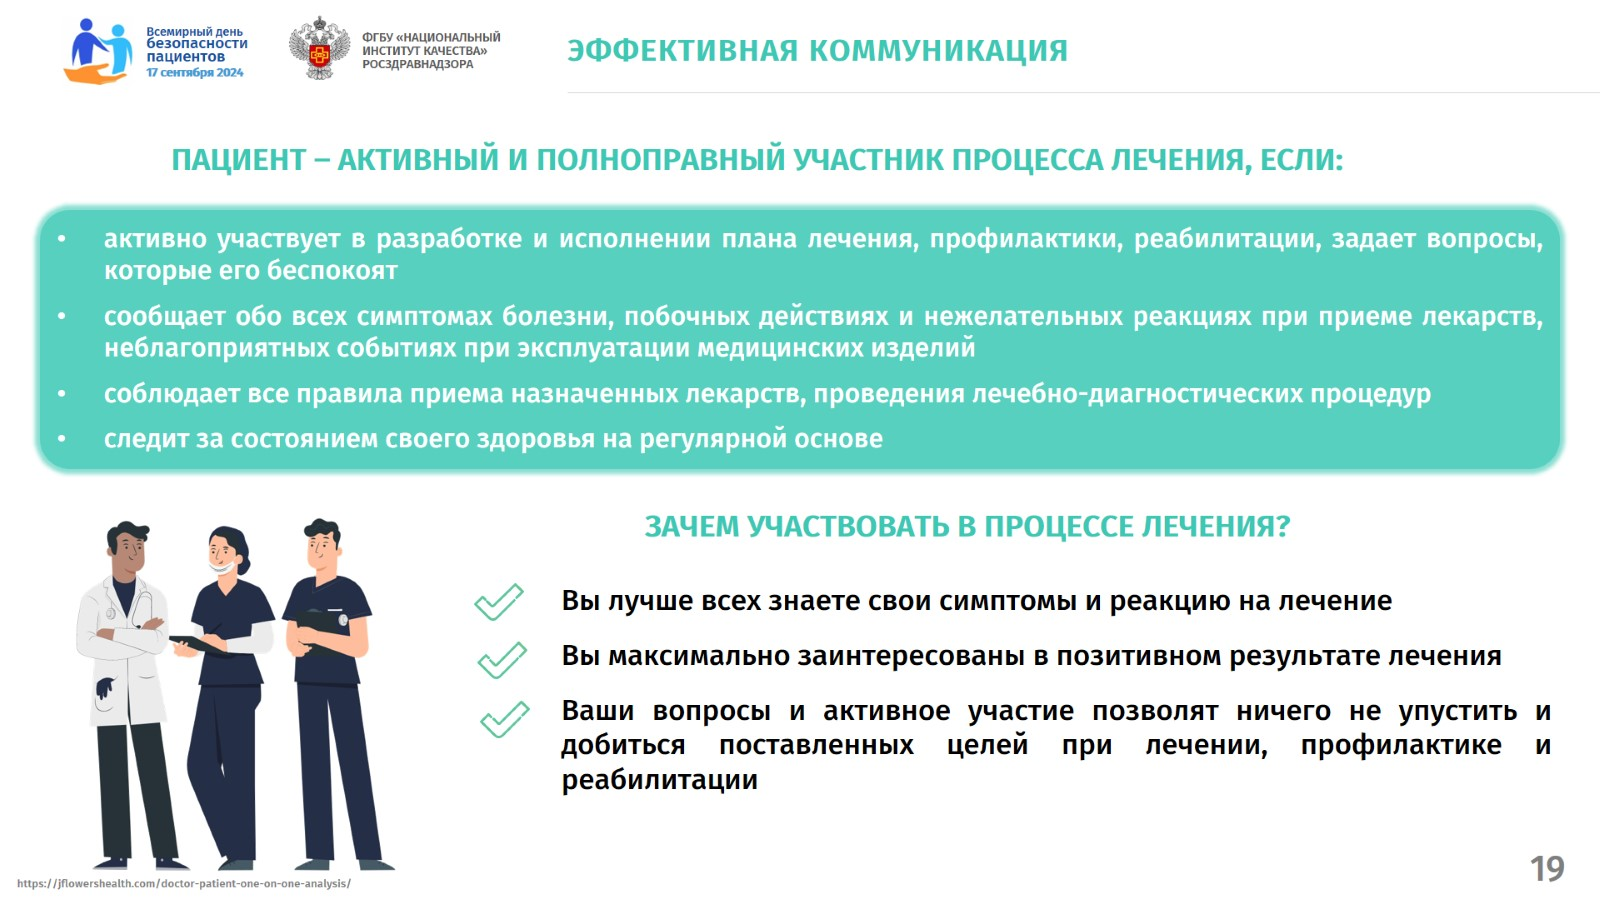 Всемирный день
безопасности
пациентов
17 сентября 2024
ФГБУ «НАЦИОНАЛЬНЫЙ
ИНСТИТУТ КАЧЕСТВА»
РОСЗДРАВНАДЗОРА
ЭФФЕКТИВНАЯ КОММУНИКАЦИЯ
ПАЦИЕНТ – АКТИВНЫЙ И ПОЛНОПРАВНЫЙ УЧАСТНИК ПРОЦЕССА ЛЕЧЕНИЯ, ЕСЛИ:
• активно участвует в разработке и исполнении плана лечения, профилактики, реабилитации, задает вопросы,
которые его беспокоят
• сообщает обо всех симптомах болезни, побочных действиях и нежелательных реакциях при приеме лекарств,
неблагоприятных событиях при эксплуатации медицинских изделий
• соблюдает все правила приема назначенных лекарств, проведения лечебно-диагностических процедур
• следит за состоянием своего здоровья на регулярной основе
ЗАЧЕМ УЧАСТВОВАТЬ В ПРОЦЕССЕ ЛЕЧЕНИЯ?
Вы лучше всех знаете свои симптомы и реакцию на лечение
Вы максимально заинтересованы в позитивном результате лечения
Ваши вопросы и активное участие позволят ничего не упустить и
добиться поставленных целей при лечении, профилактике и
реабилитации
https://jflowershealth.com/doctor-patient-one-on-one-analysis/
19